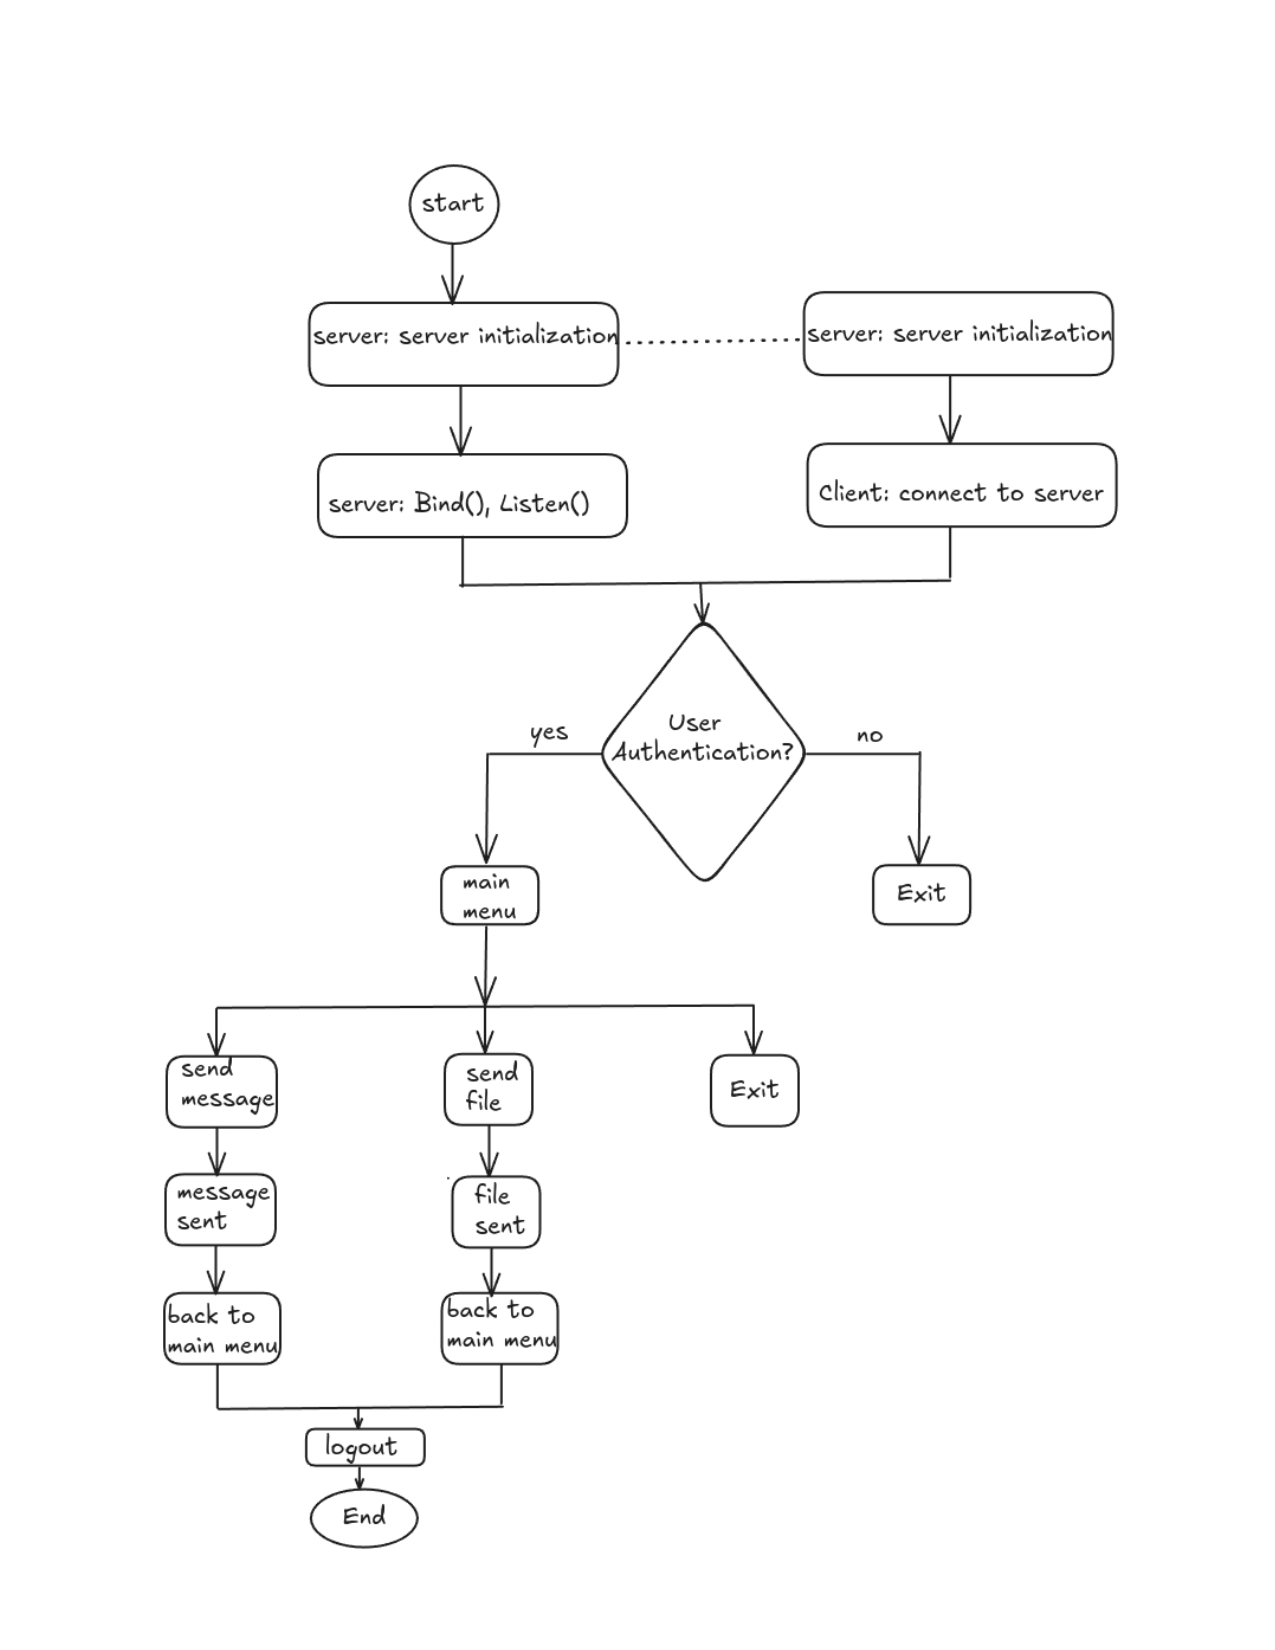 start
server: server initialization
server: server initialization
server: Bind(), Listen()
Client: connect to server
User
Authentication?
yes
no
main
menu
Exit
send
message
send
file
Exit
message
sent
file
sent
back to
main menu
back to
main menu
logout
End